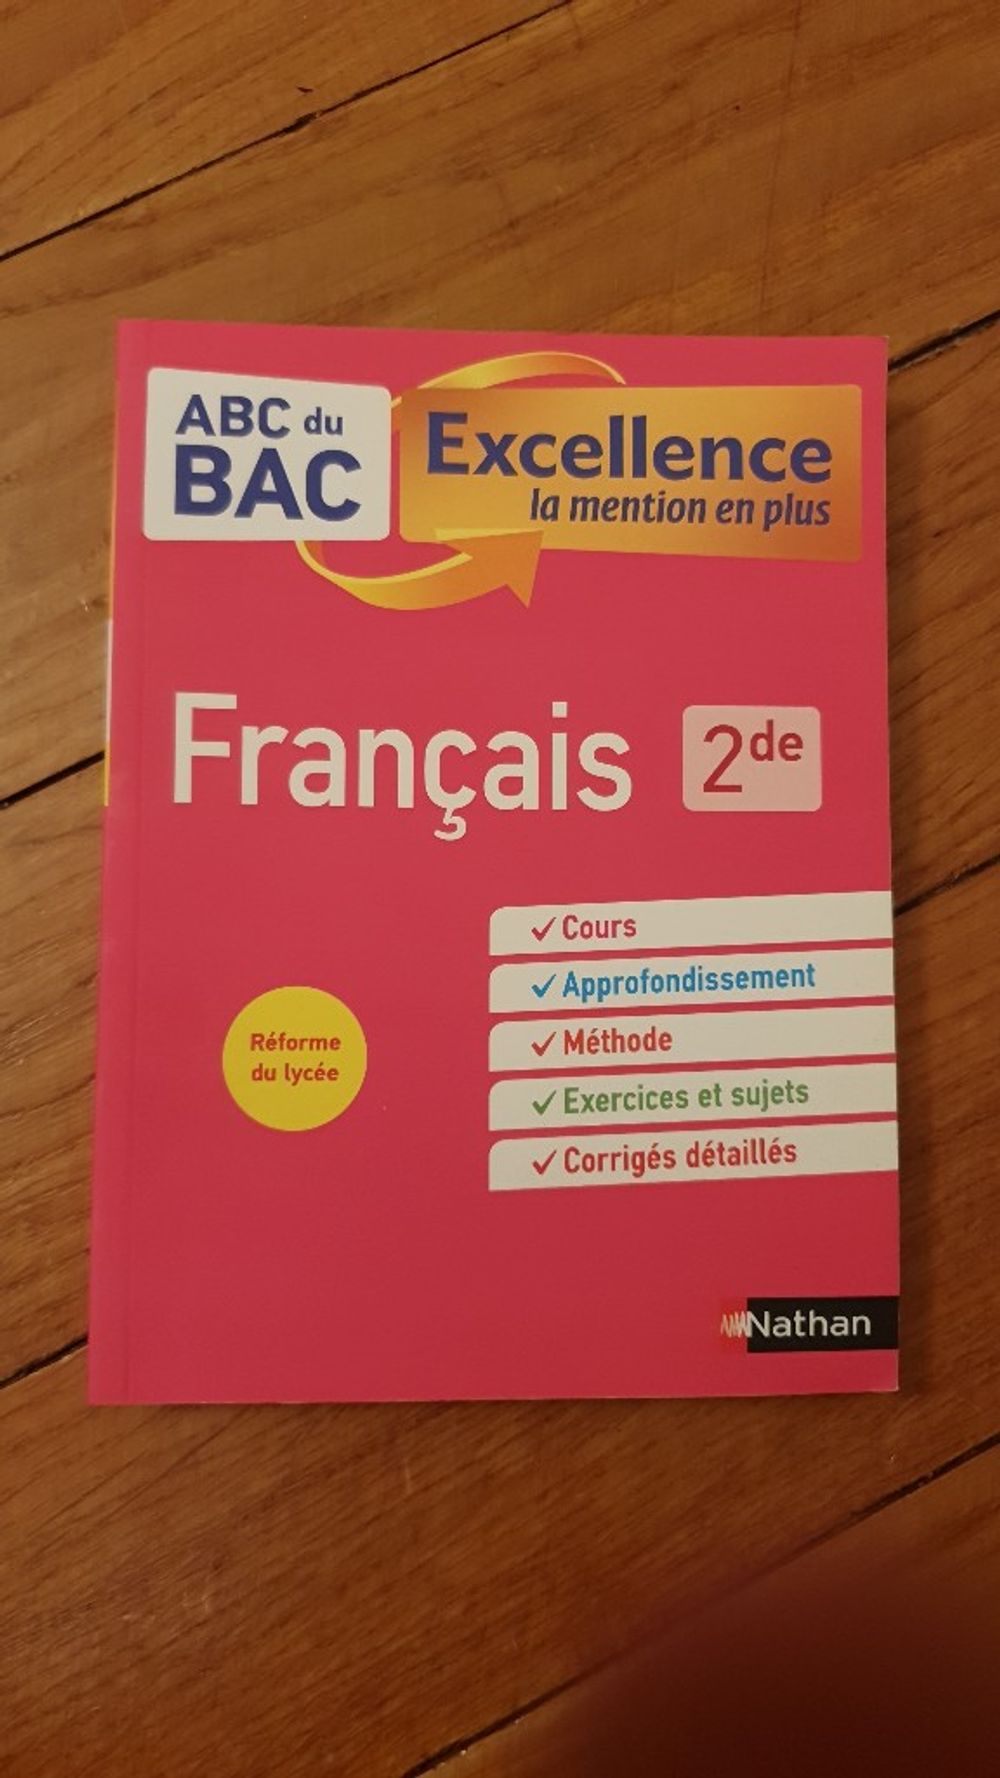 ABC du
BAC
Excellence
la mention en plus
Français 2de
Cours
Approfondissement
Méthode
Exercices et sujets
Corrigés détaillés
Réforme
du lycée
Nathan